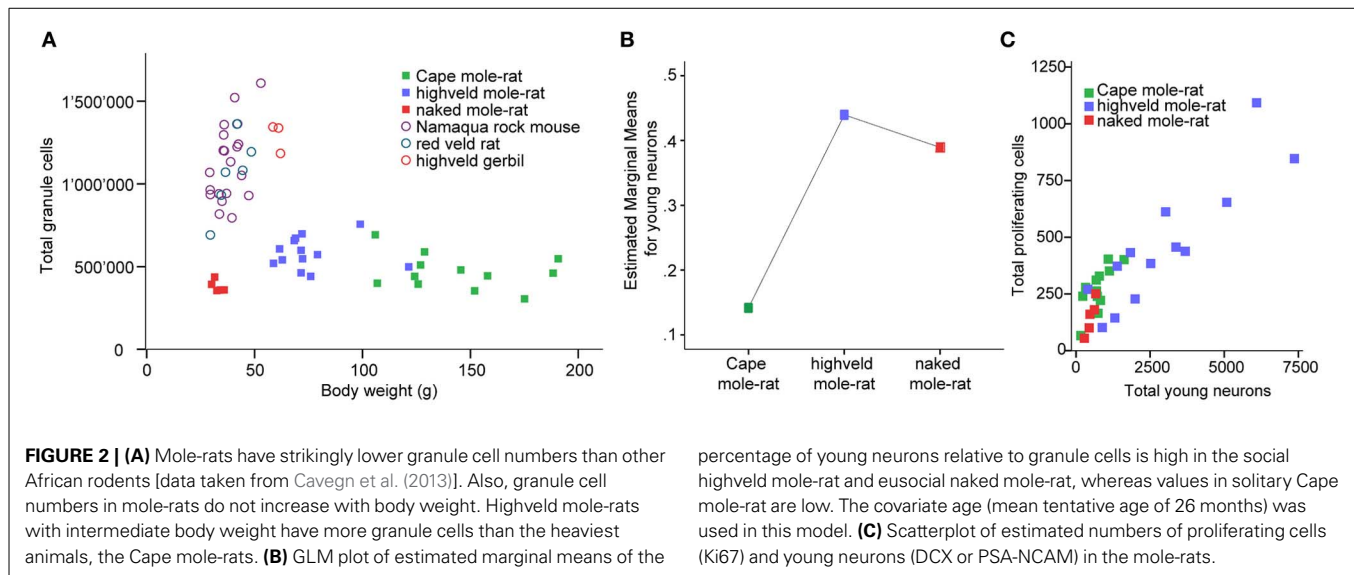 A
Total granule cells
1'500'000
1'000'000
500'000
0
0
50
100
150
200
Body weight (g)
Cape mole-rat
highveld mole-rat
naked mole-rat
Namaqua rock mouse
red veld rat
highveld gerbil
B
Estimated Marginal Means
for young neurons
.5
.4
.3
.2
.1
Cape
mole-rat
highveld
mole-rat
naked
mole-rat
C
Total proliferating cells
1250
1000
750
500
250
0
0
2500
5000
7500
Total young neurons
Cape mole-rat
highveld mole-rat
naked mole-rat
FIGURE 2 | (A) Mole-rats have strikingly lower granule cell numbers than other
African rodents [data taken from Cavegn et al. (2013)]. Also, granule cell
numbers in mole-rats do not increase with body weight. Highveld mole-rats
with intermediate body weight have more granule cells than the heaviest
animals, the Cape mole-rats. (B) GLM plot of estimated marginal means of the
percentage of young neurons relative to granule cells is high in the social
highveld mole-rat and eusocial naked mole-rat, whereas values in solitary Cape
mole-rat are low. The covariate age (mean tentative age of 26 months) was
used in this model. (C) Scatterplot of estimated numbers of proliferating cells
(Ki67) and young neurons (DCX or PSA-NCAM) in the mole-rats.